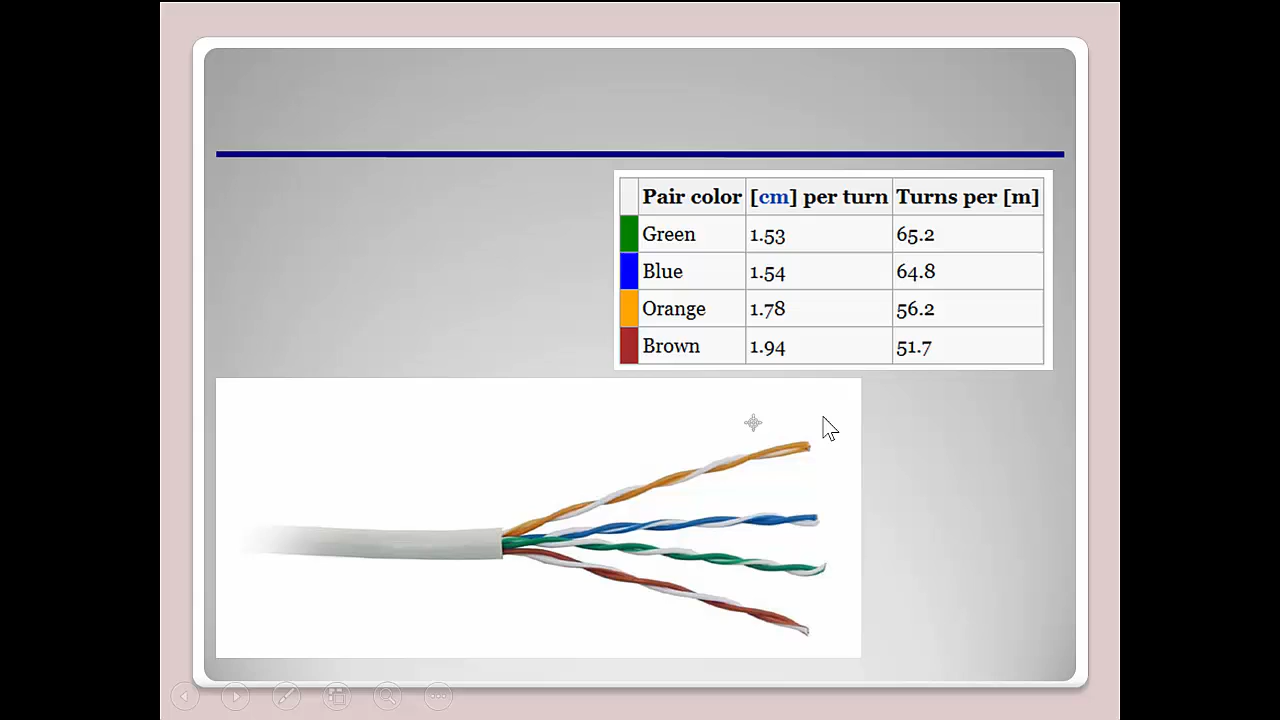 Pair color [cm] per turn Turns per [m]
Green 1.53 65.2
Blue 1.54 64.8
Orange 1.78 56.2
Brown 1.94 51.7